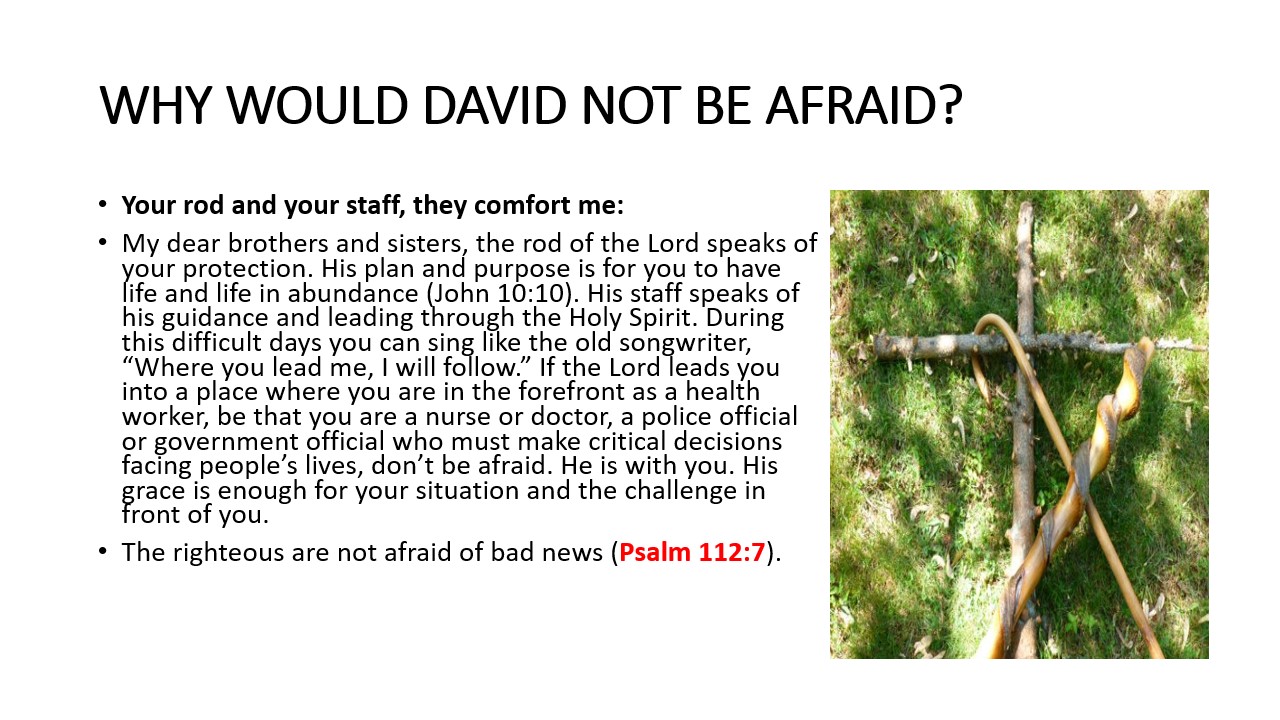 WHY WOULD DAVID NOT BE AFRAID?
• Your rod and your staff, they comfort me:
• My dear brothers and sisters, the rod of the Lord speaks of
your protection. His plan and purpose is for you to have
life and life in abundance (John 10:10). His staff speaks of
his guidance and leading through the Holy Spirit. During
this difficult days you can sing like the old songwriter,
“Where you lead me, I will follow.” If the Lord leads you
into a place where you are in the forefront as a health
worker, be that you are a nurse or doctor, a police official
or government official who must make critical decisions
facing people’s lives, don’t be afraid. He is with you. His
grace is enough for your situation and the challenge in
front of you.
• The righteous are not afraid of bad news (Psalm 112:7).